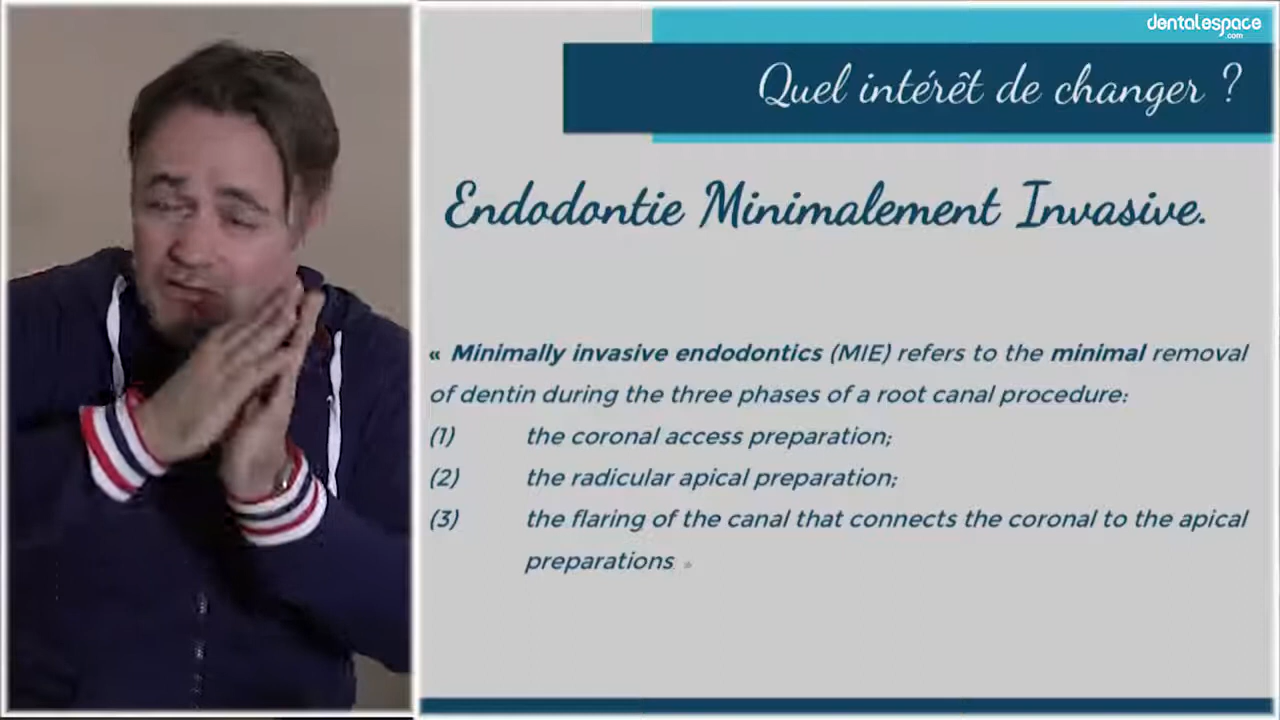 dentalespace
.com
Quel intérêt de changer ?
Endodontie Minimalement Invasive.
« Minimally invasive endodontics (MIE) refers to the minimal removal
of dentin during the three phases of a root canal procedure:
(1) the coronal access preparation;
(2) the radicular apical preparation;
(3) the flaring of the canal that connects the coronal to the apical
preparations. »